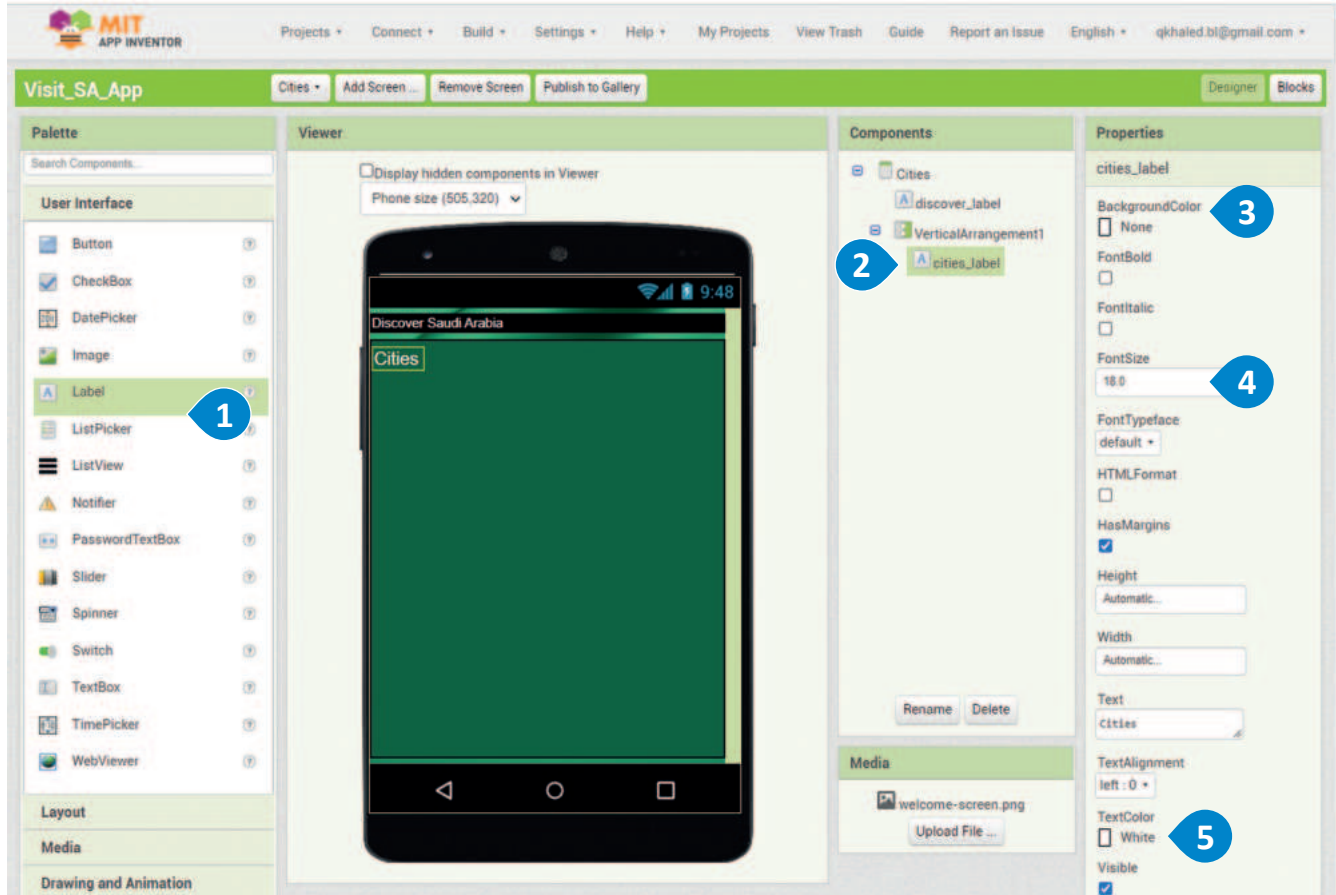 MIT
APP INVENTOR
Projects
Connect
Build
Settings
Help
My Projects
View Trash
Guide
Report an Issue
English
qkhaled.bl@gmail.com
Visit_SA_App
Cities
Add Screen ...
Remove Screen
Publish to Gallery
Designer
Blocks
Palette
Search Components...
User Interface
Button
CheckBox
DatePicker
Image
Label
1
ListPicker
ListView
Notifier
PasswordTextBox
Slider
Spinner
Switch
TextBox
TimePicker
WebViewer
Layout
Media
Drawing and Animation
Viewer
Display hidden components in Viewer
Phone size (505,320)
9:48
Discover Saudi Arabia
Cities
Components
Cities
discover_label
VerticalArrangement1
2
cities_label
Rename
Delete
Media
welcome-screen.png
Upload File ...
Properties
cities_label
BackgroundColor
None
3
FontBold
FontItalic
FontSize
18.0
4
FontTypeface
default
HTMLFormat
HasMargins
Height
Automatic...
Width
Automatic...
Text
Cities
TextAlignment
left : 0
TextColor
White
5
Visible